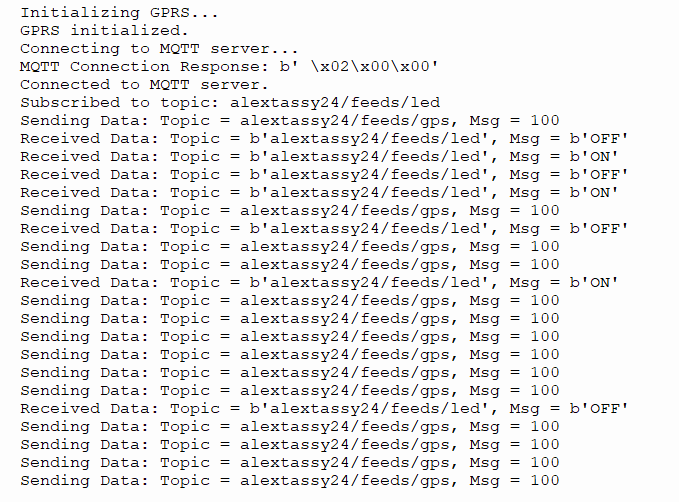 Initializing GPRS...
GPRS initialized.
Connecting to MQTT server...
MQTT Connection Response: b' \x02\x00\x00'
Connected to MQTT server.
Subscribed to topic: alextassy24/feeds/led
Sending Data: Topic = alextassy24/feeds/gps, Msg = 100
Received Data: Topic = b'alextassy24/feeds/led', Msg = b'OFF'
Received Data: Topic = b'alextassy24/feeds/led', Msg = b'ON'
Received Data: Topic = b'alextassy24/feeds/led', Msg = b'OFF'
Received Data: Topic = b'alextassy24/feeds/led', Msg = b'ON'
Sending Data: Topic = alextassy24/feeds/gps, Msg = 100
Received Data: Topic = b'alextassy24/feeds/led', Msg = b'OFF'
Sending Data: Topic = alextassy24/feeds/gps, Msg = 100
Sending Data: Topic = alextassy24/feeds/gps, Msg = 100
Received Data: Topic = b'alextassy24/feeds/led', Msg = b'ON'
Sending Data: Topic = alextassy24/feeds/gps, Msg = 100
Sending Data: Topic = alextassy24/feeds/gps, Msg = 100
Sending Data: Topic = alextassy24/feeds/gps, Msg = 100
Sending Data: Topic = alextassy24/feeds/gps, Msg = 100
Sending Data: Topic = alextassy24/feeds/gps, Msg = 100
Sending Data: Topic = alextassy24/feeds/gps, Msg = 100
Received Data: Topic = b'alextassy24/feeds/led', Msg = b'OFF'
Sending Data: Topic = alextassy24/feeds/gps, Msg = 100
Sending Data: Topic = alextassy24/feeds/gps, Msg = 100
Sending Data: Topic = alextassy24/feeds/gps, Msg = 100
Sending Data: Topic = alextassy24/feeds/gps, Msg = 100